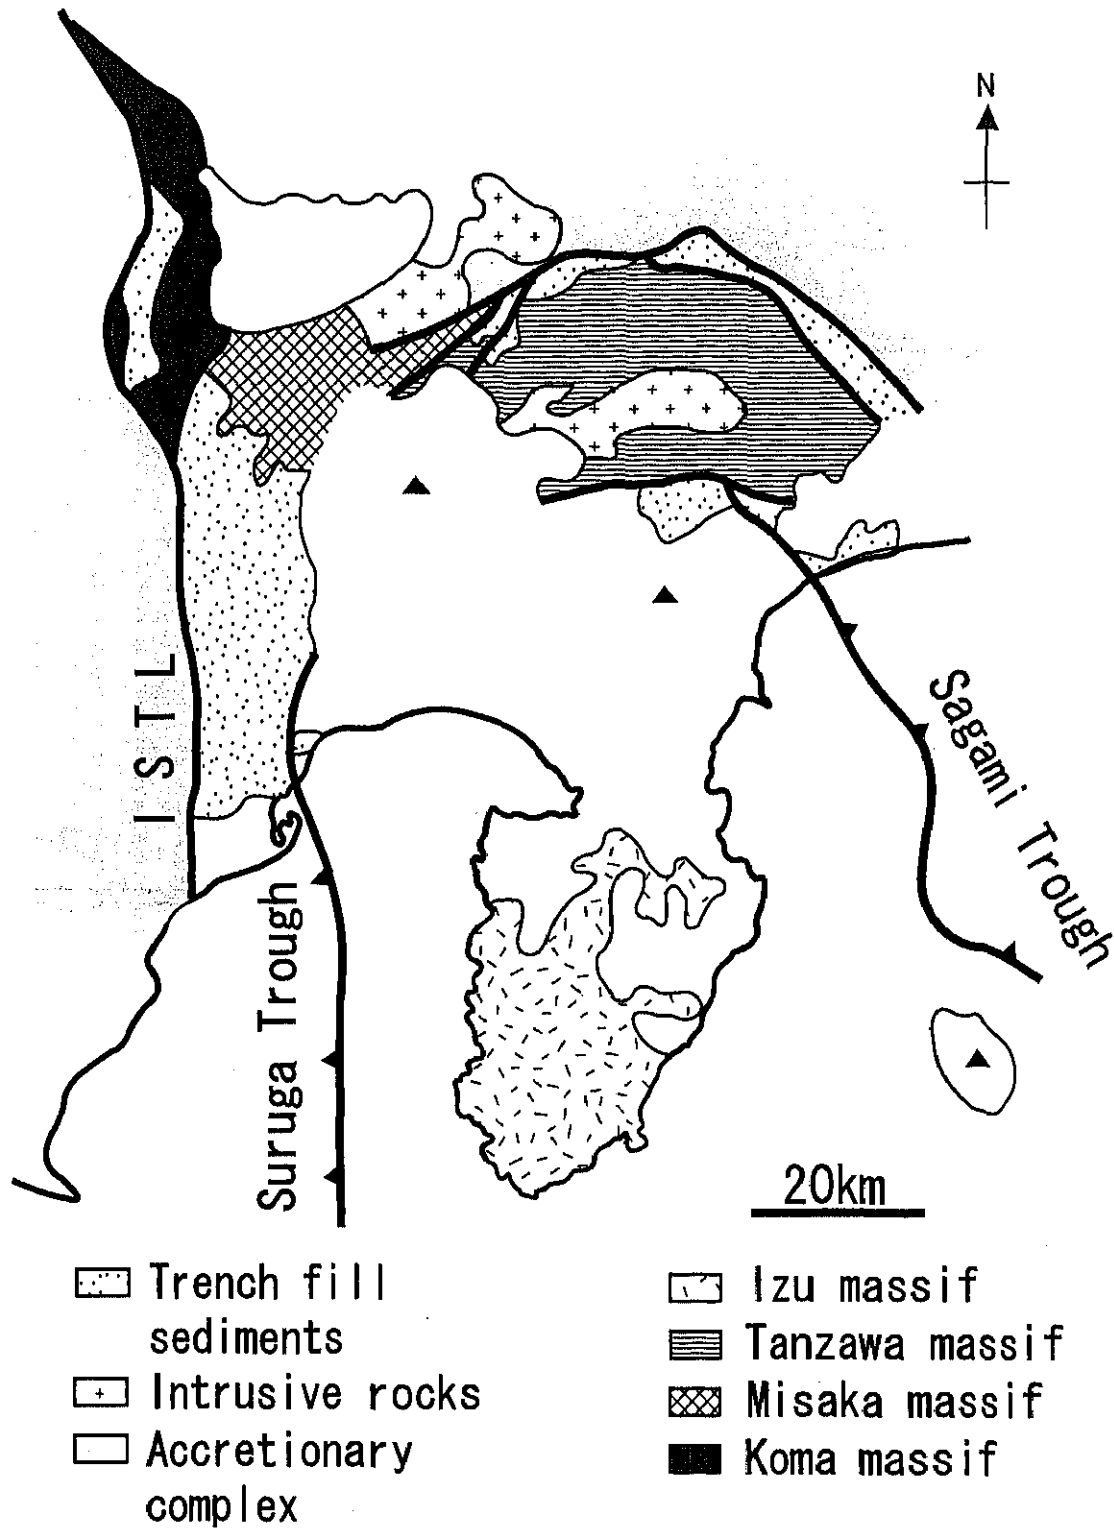 N
ISTL
Sagami Trough
Suruga Trough
20km
Trench fill
sediments
Intrusive rocks
Accretionary
complex
Izu massif
Tanzawa massif
Misaka massif
Koma massif